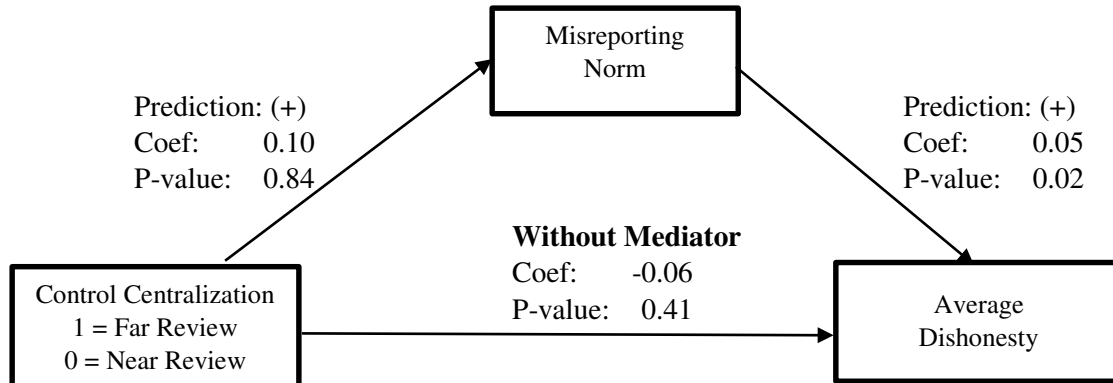 Misreporting
Norm
Prediction: (+)
Coef: 0.10
P-value: 0.84
Prediction: (+)
Coef: 0.05
P-value: 0.02
Without Mediator
Coef: -0.06
P-value: 0.41
Control Centralization
1 = Far Review
0 = Near Review
Average
Dishonesty